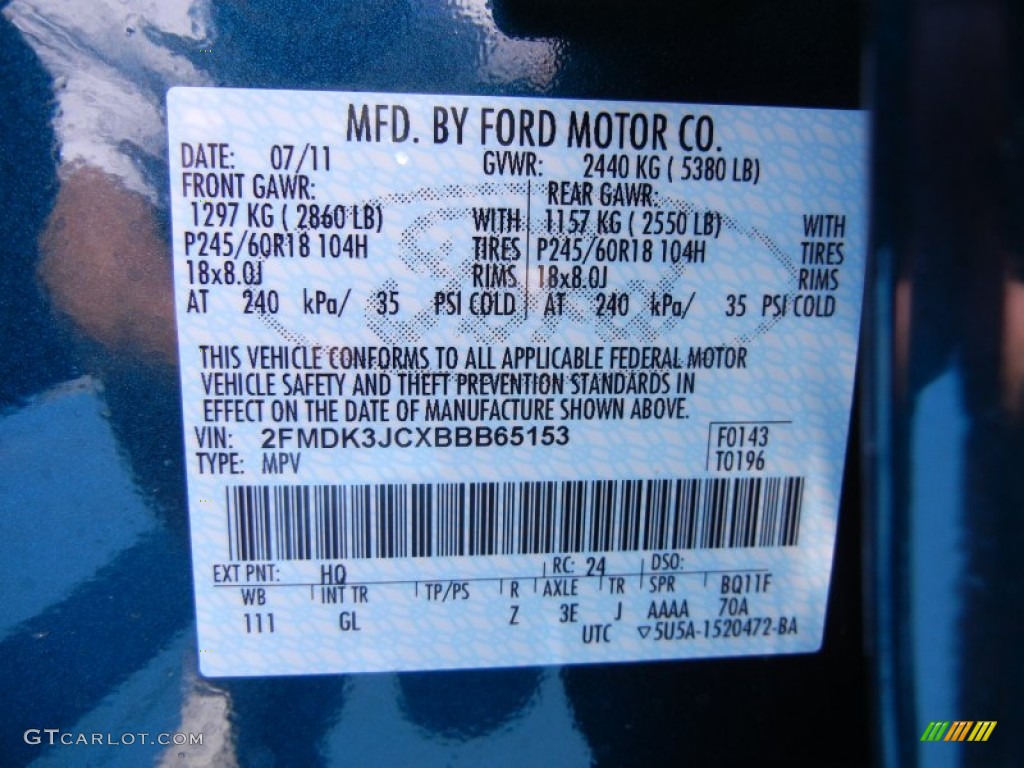 MFD. BY FORD MOTOR CO.
DATE: 07/11 GVWR: 2440 KG ( 5380 LB)
FRONT GAWR: REAR GAWR:
1297 KG ( 2860 LB) WITH 1157 KG ( 2550 LB) WITH
P245/60R18 104H TIRES P245/60R18 104H TIRES
18x8.0J RIMS 18x8.0J RIMS
AT 240 kPa/ 35 PSI COLD AT 240 kPa/ 35 PSI COLD
THIS VEHICLE CONFORMS TO ALL APPLICABLE FEDERAL MOTOR
VEHICLE SAFETY AND THEFT PREVENTION STANDARDS IN
EFFECT ON THE DATE OF MANUFACTURE SHOWN ABOVE.
VIN: 2FMDK3JCXBBB65153 F0143
TYPE: MPV T0196
EXT PNT: HQ RC: 24 DSO:
WB INT TR TP/PS R AXLE TR SPR BQ11F
111 GL Z 3E J AAAA 70A
UTC ▽5U5A-1520472-BA
GTCARLOT.COM